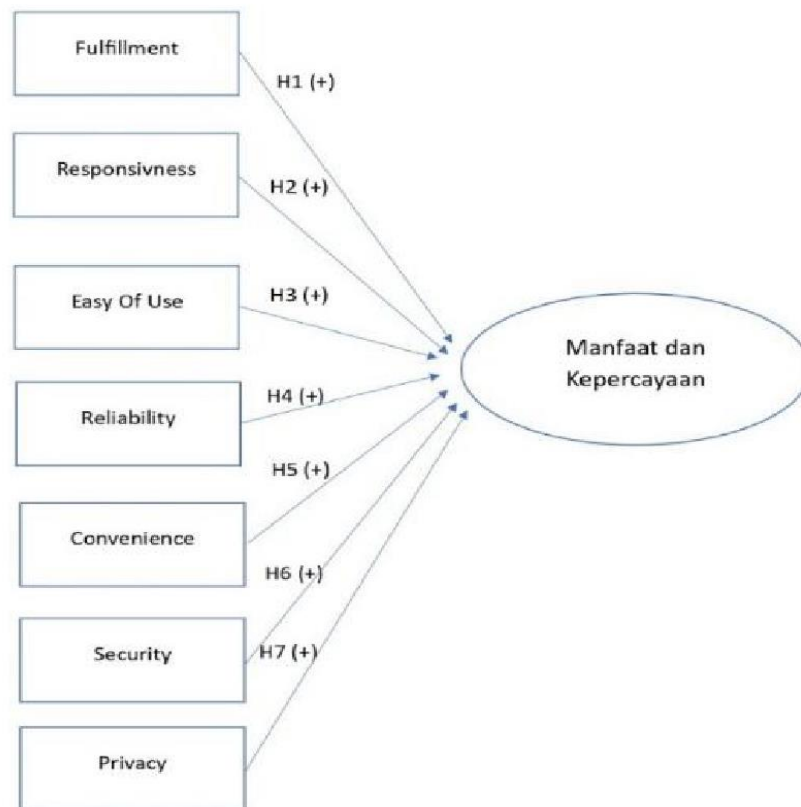 Fulfillment
H1 (+)
Responsivness
H2 (+)
Easy Of Use
H3 (+)
Manfaat dan
Kepercayaan
Reliability
H4 (+)
H5 (+)
Convenience
H6 (+)
Security
H7 (+)
Privacy